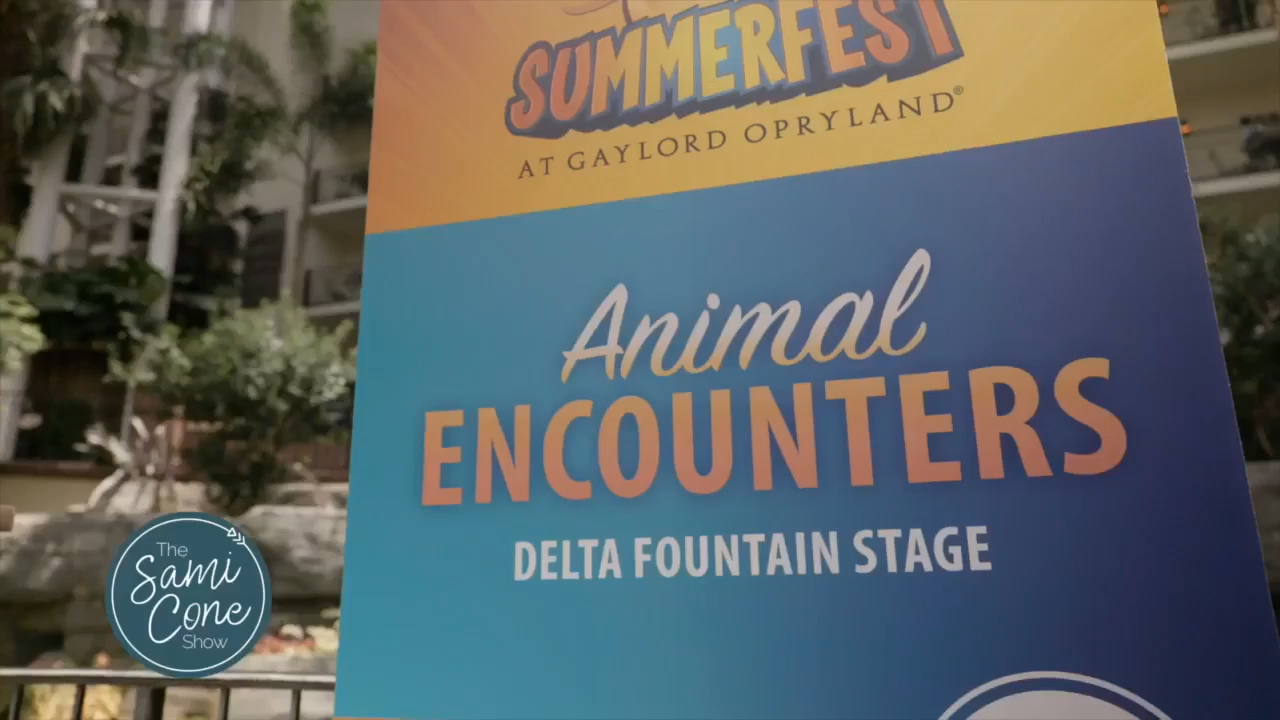 SUMMERFEST
AT GAYLORD OPRYLAND®
Animal
ENCOUNTERS
DELTA FOUNTAIN STAGE
The
Sami
Cone
Show